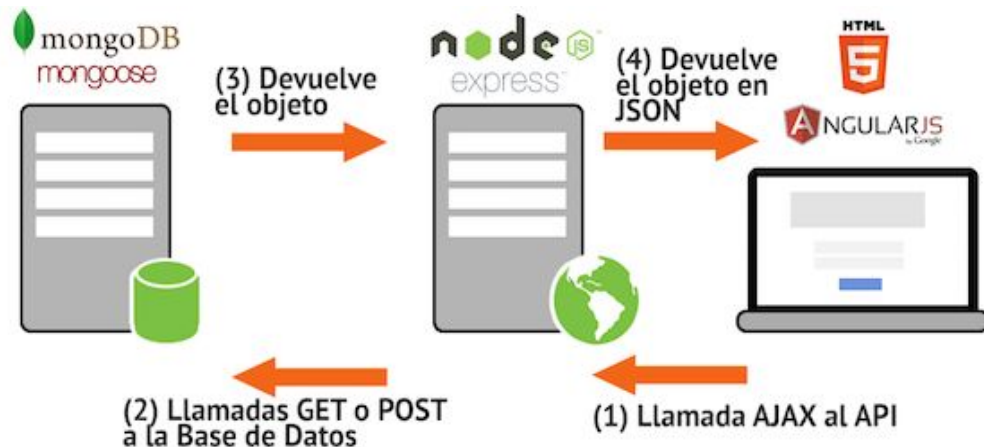 mongoDB
mongoose
(3) Devuelve
el objeto
node JS
express
(4) Devuelve
el objeto en
JSON
HTML
5
ANGULARJS
by Google
(2) Llamadas GET o POST
a la Base de Datos
(1) Llamada AJAX al API